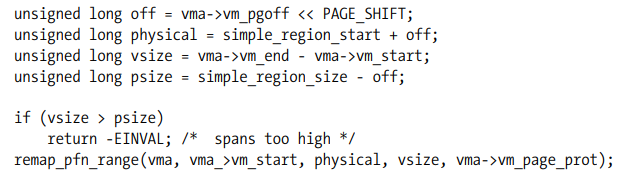 unsigned long off = vma->vm_pgoff << PAGE_SHIFT;
unsigned long physical = simple_region_start + off;
unsigned long vsize = vma->vm_end - vma->vm_start;
unsigned long psize = simple_region_size - off;
if (vsize > psize)
return -EINVAL; /* spans too high */
remap_pfn_range(vma, vma_>vm_start, physical, vsize, vma->vm_page_prot);